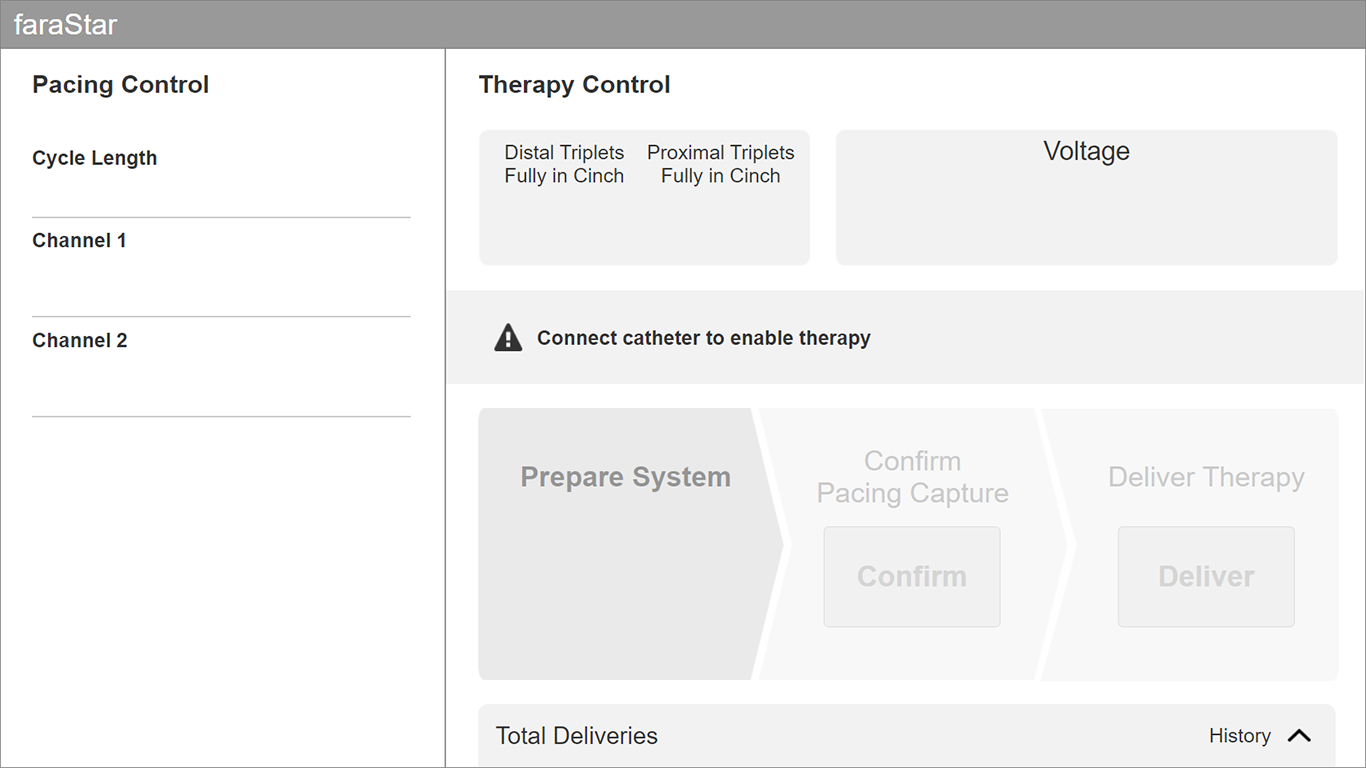 faraStar
Pacing Control
Cycle Length
Channel 1
Channel 2
Therapy Control
Distal Triplets
Fully in Cinch
Proximal Triplets
Fully in Cinch
Voltage
Connect catheter to enable therapy
Prepare System
Confirm
Pacing Capture
Confirm
Deliver Therapy
Deliver
Total Deliveries
History